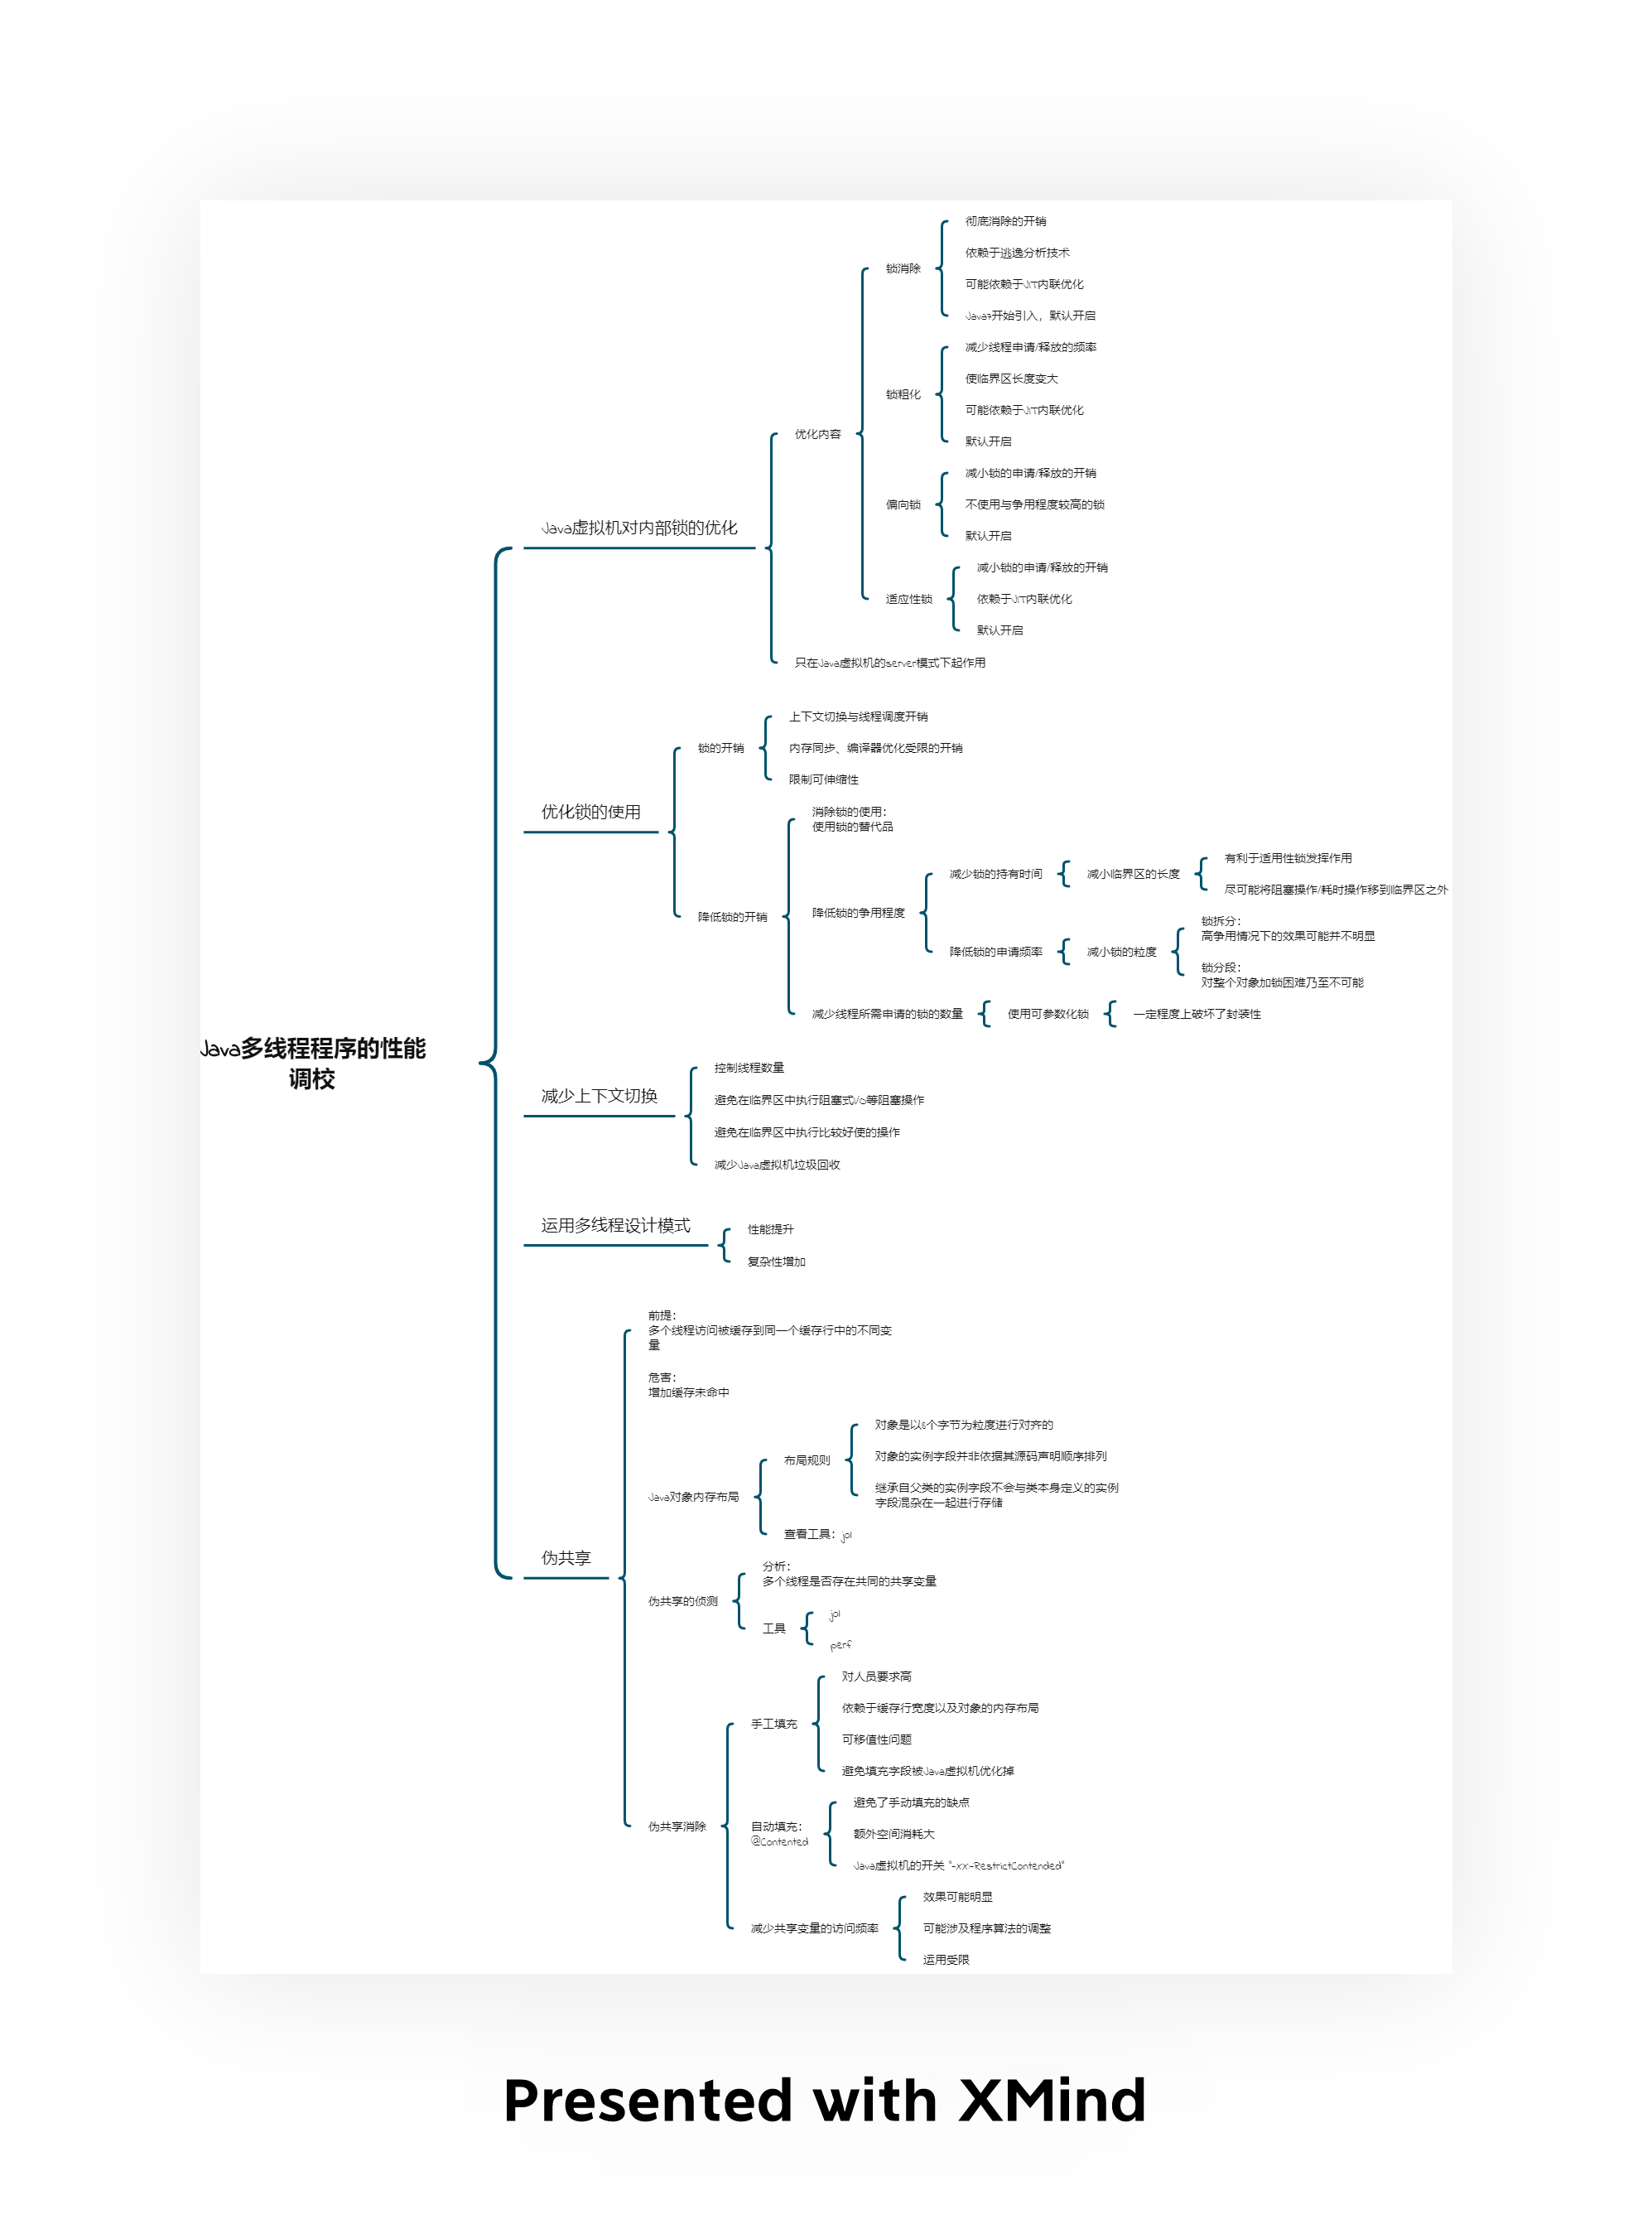 Java多线程程序的性能
调校
Java虚拟机对内部锁的优化
优化内容
锁消除
彻底消除的开销
依赖于逃逸分析技术
可能依赖于JIT内联优化
Java7开始引入，默认开启
锁粗化
减少线程申请/释放的频率
使临界区长度变大
可能依赖于JIT内联优化
默认开启
偏向锁
减小锁的申请/释放的开销
不使用与争用程度较高的锁
默认开启
适应性锁
减小锁的申请/释放的开销
依赖于JIT内联优化
默认开启
只在Java虚拟机的server模式下起作用
优化锁的使用
锁的开销
上下文切换与线程调度开销
内存同步、编译器优化受限的开销
限制可伸缩性
降低锁的开销
消除锁的使用：
使用锁的替代品
降低锁的争用程度
减少锁的持有时间
减小临界区的长度
有利于适用性锁发挥作用
尽可能将阻塞操作/耗时操作移到临界区之外
降低锁的申请频率
减小锁的粒度
锁拆分：
高争用情况下的效果可能并不明显
锁分段：
对整个对象加锁困难乃至不可能
减少线程所需申请的锁的数量
使用可参数化锁
一定程度上破坏了封装性
减少上下文切换
控制线程数量
避免在临界区中执行阻塞式I/O等阻塞操作
避免在临界区中执行比较好使的操作
减少Java虚拟机垃圾回收
运用多线程设计模式
性能提升
复杂性增加
伪共享
前提：
多个线程访问被缓存到同一个缓存行中的不同变
量
危害：
增加缓存未命中
Java对象内存布局
布局规则
对象是以8个字节为粒度进行对齐的
对象的实例字段并非依据其源码声明顺序排列
继承自父类的实例字段不会与类本身定义的实例
字段混杂在一起进行存储
查看工具：jol
伪共享的侦测
分析：
多个线程是否存在共同的共享变量
工具
jol
perf
伪共享消除
手工填充
对人员要求高
依赖于缓存行宽度以及对象的内存布局
可移值性问题
避免填充字段被Java虚拟机优化掉
自动填充：
@Contented
避免了手动填充的缺点
额外空间消耗大
Java虚拟机的开关 "-XX-RestrictContended"
减少共享变量的访问频率
效果可能明显
可能涉及程序算法的调整
运用受限
Presented with XMind